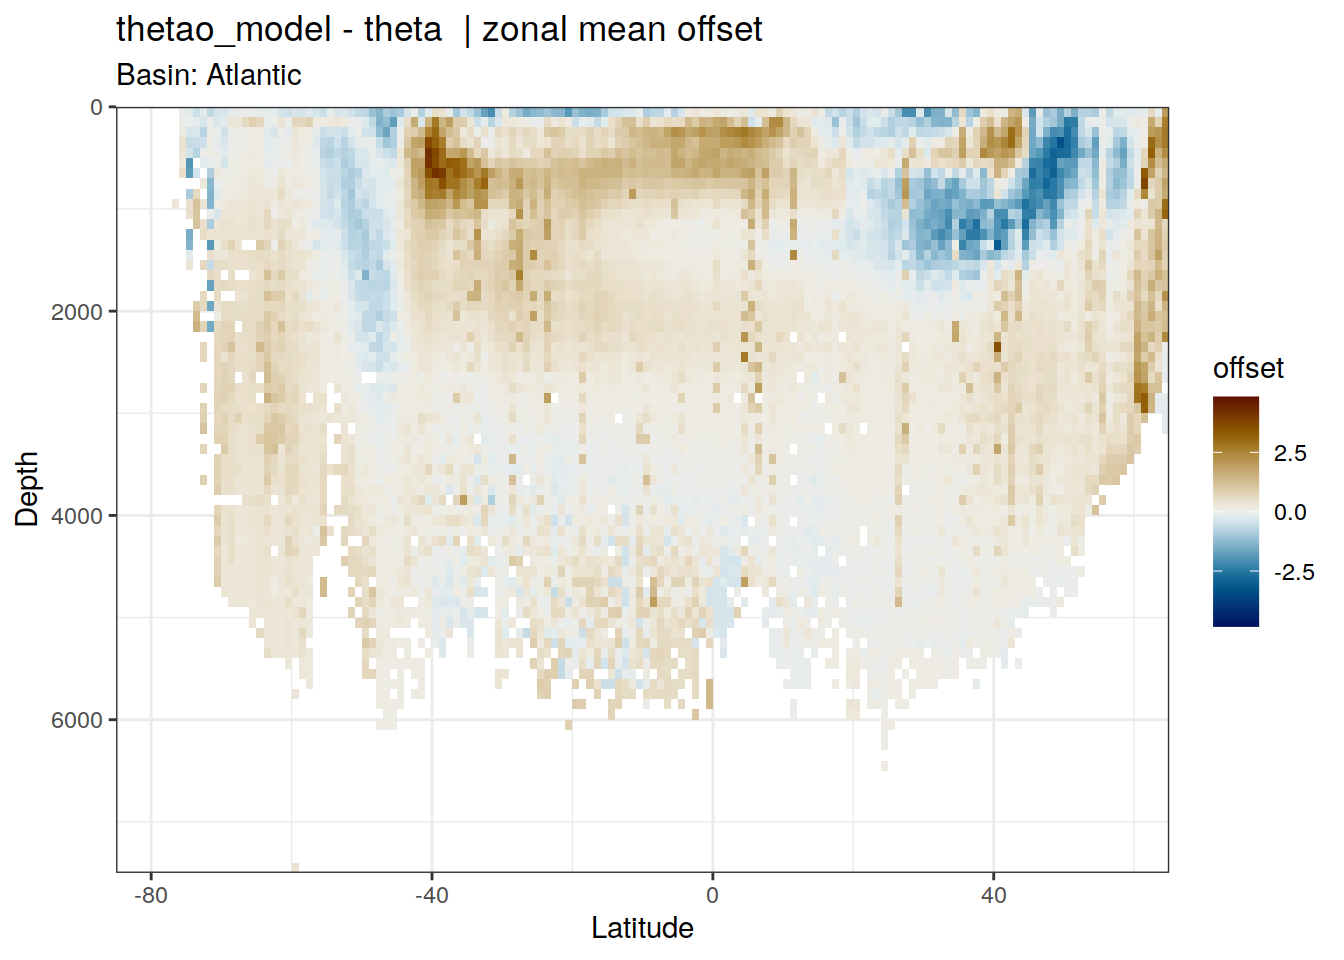 thetao_model - theta  | zonal mean offset
Basin: Atlantic
0
2000
4000
6000
Depth
-80
-40
0
40
Latitude
offset
2.5
0.0
-2.5